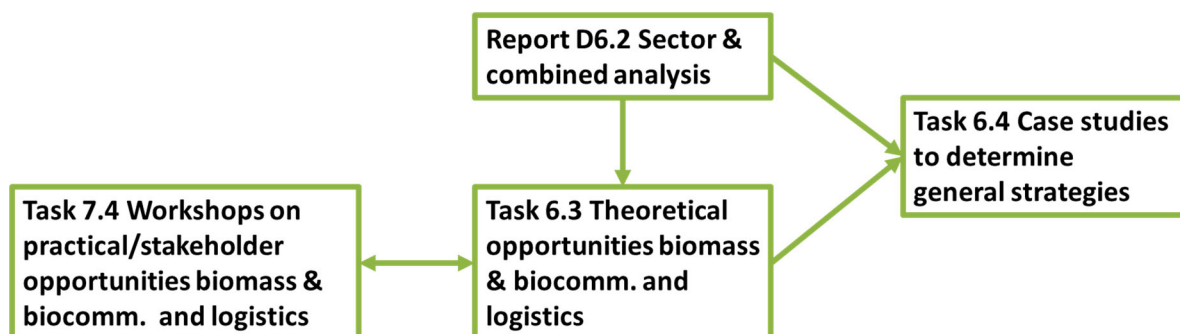 Report D6.2 Sector &
combined analysis
Task 6.4 Case studies
to determine
general strategies
Task 7.4 Workshops on
practical/stakeholder
opportunities biomass &
biocomm. and logistics
Task 6.3 Theoretical
opportunities biomass
& biocomm. and
logistics